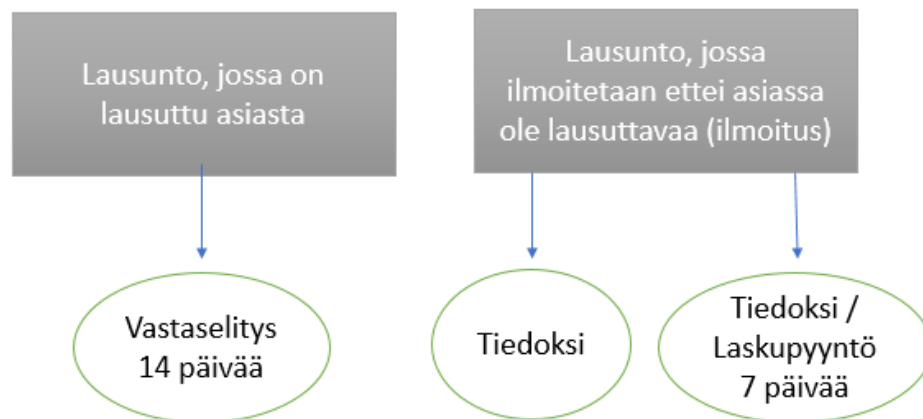 Lausunto, jossa on
lausuttu asiasta
Lausunto, jossa
ilmoitetaan ettei asiassa
ole lausuttavaa (ilmoitus)
Vastaselitys
14 päivää
Tiedoksi
Tiedoksi /
Laskupyyntö
7 päivää